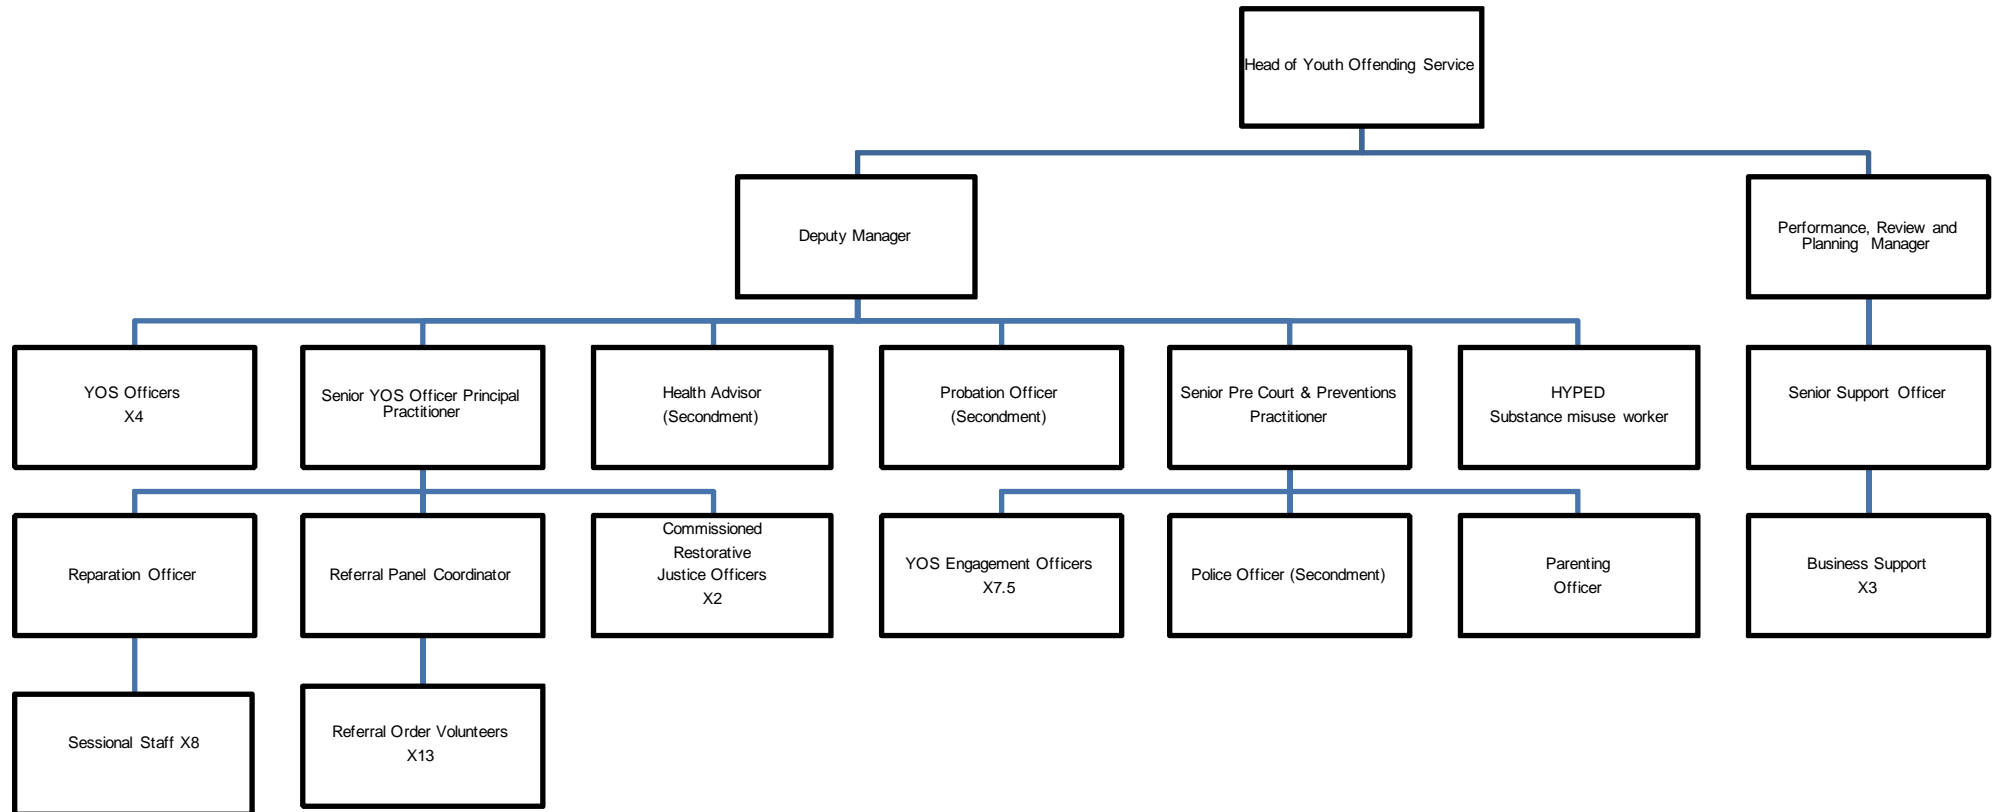 Head of Youth Offending Service
Deputy Manager
Performance, Review and
Planning Manager
YOS Officers
X4
Senior YOS Officer Principal
Practitioner
Health Advisor
(Secondment)
Probation Officer
(Secondment)
Senior Pre Court & Preventions
Practitioner
HYPED
Substance misuse worker
Senior Support Officer
Reparation Officer
Referral Panel Coordinator
Commissioned
Restorative
Justice Officers
X2
YOS Engagement Officers
X7.5
Police Officer (Secondment)
Parenting
Officer
Business Support
X3
Sessional Staff X8
Referral Order Volunteers
X13